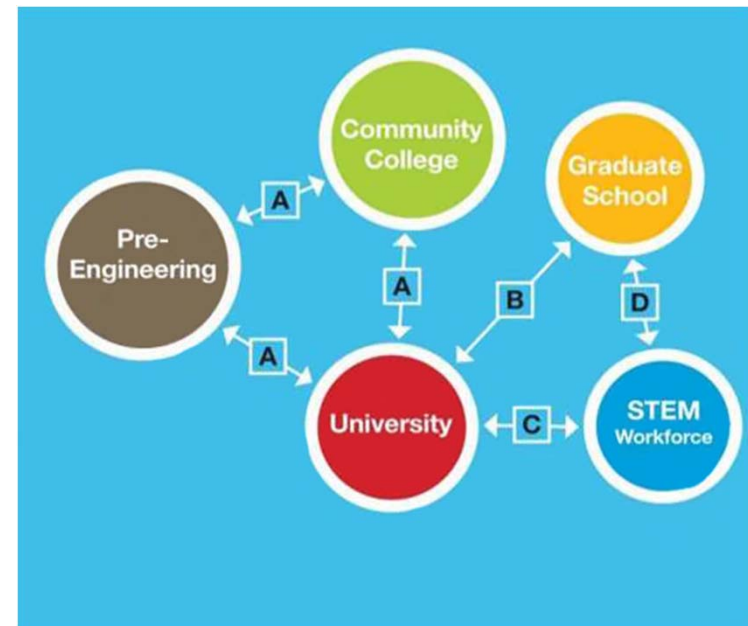 Community
College
Graduate
School
A
Pre-
Engineering
A
B
D
A
University
C
STEM
Workforce